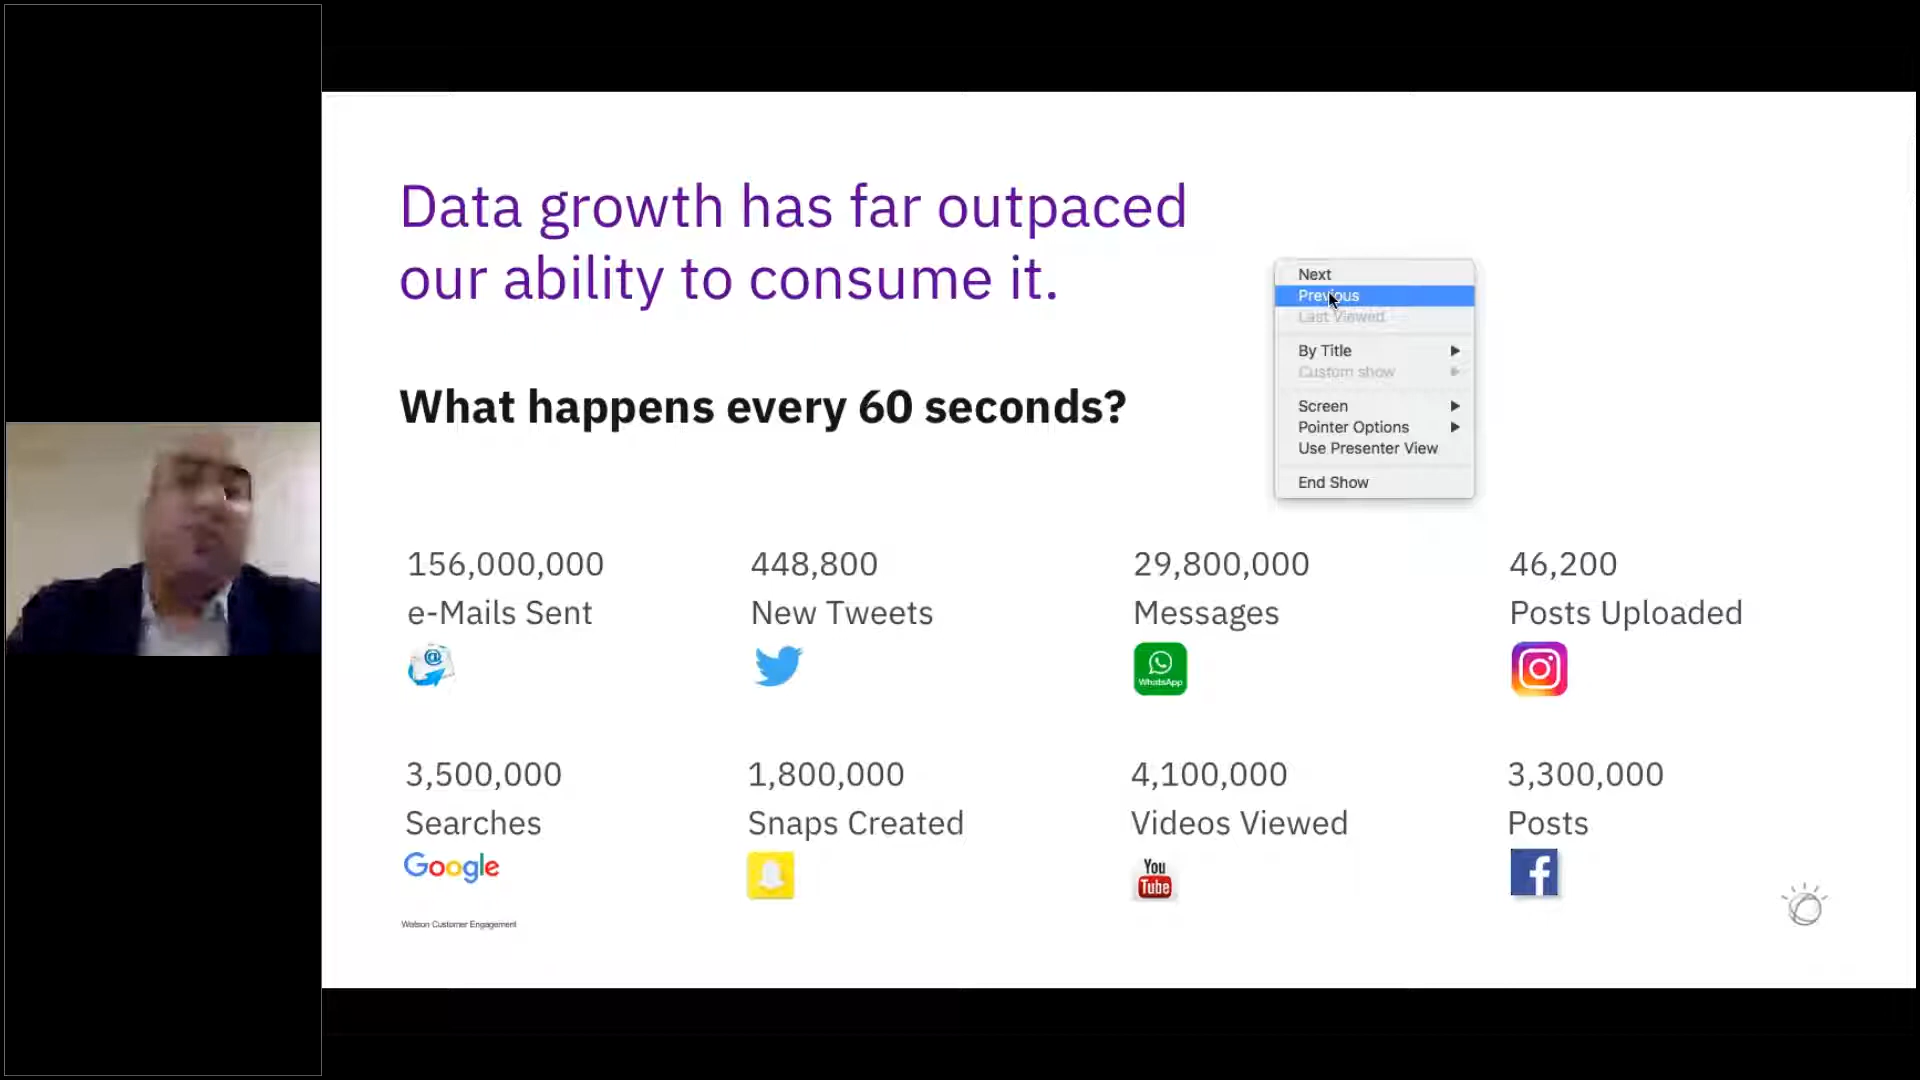 Data growth has far outpaced
our ability to consume it.
Next
Previous
Last Viewed
By Title
Custom show
Screen
Pointer Options
Use Presenter View
End Show
What happens every 60 seconds?
156,000,000
e-Mails Sent
@
448,800
New Tweets
29,800,000
Messages
WhatsApp
46,200
Posts Uploaded
3,500,000
Searches
Google
1,800,000
Snaps Created
4,100,000
Videos Viewed
You
Tube
3,300,000
Posts
f
Watson Customer Engagement